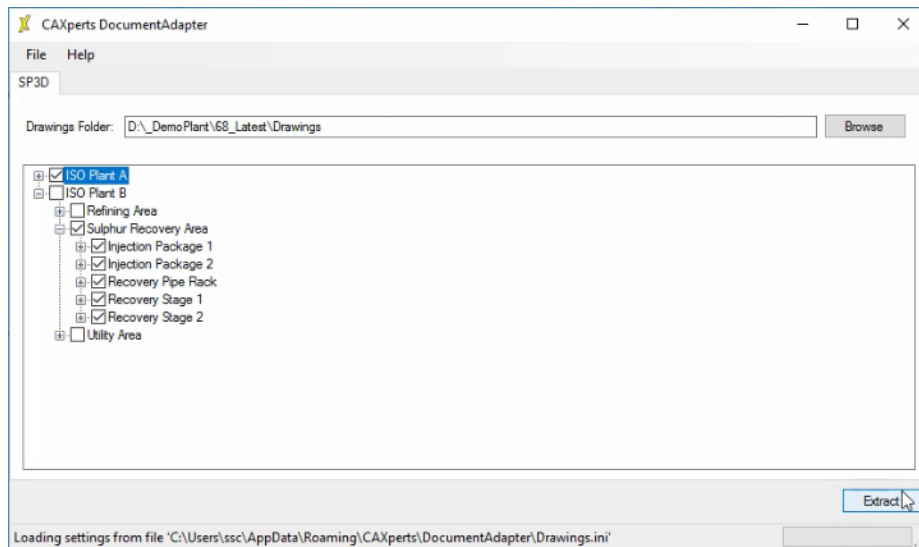 CAXperts DocumentAdapter
File Help
SP3D
Drawings Folder: D:\_DemoPlant\68_Latest\Drawings Browse
ISO Plant A
ISO Plant B
Refining Area
Sulphur Recovery Area
Injection Package 1
Injection Package 2
Recovery Pipe Rack
Recovery Stage 1
Recovery Stage 2
Utility Area
Extract
Loading settings from file 'C:\Users\ssc\AppData\Roaming\CAXperts\DocumentAdapter\Drawings.ini'